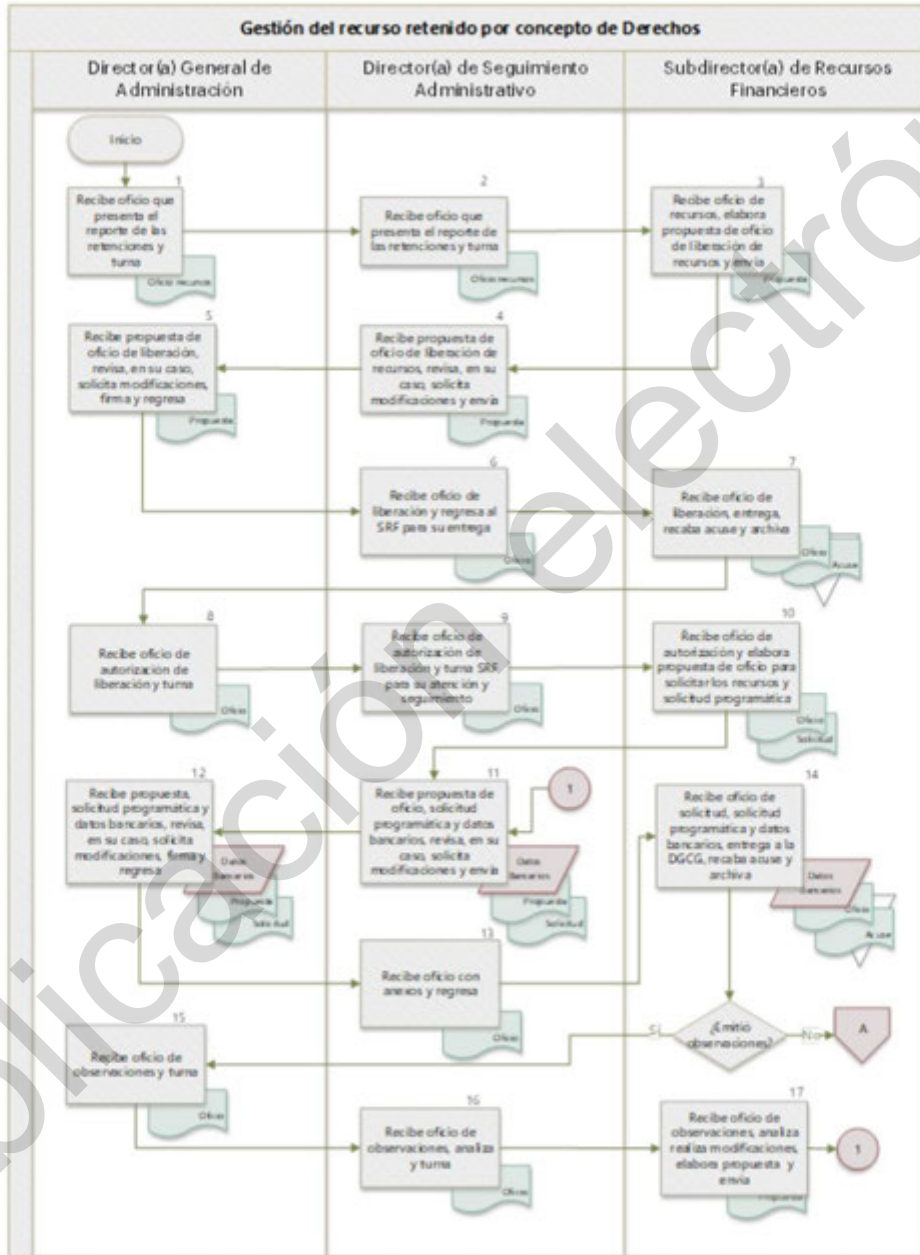 Gestión del recurso retenido por concepto de Derechos
Director(a) General de
Administración
Director(a) de Seguimiento
Administrativo
Subdirector(a) de Recursos
Financieros
Inicio
1
Recibe oficio que
presenta el
reporte de las
retenciones y
turna
Oficio recursos
2
Recibe oficio que
presenta el reporte de
las retenciones y turna
Oficio recursos
3
Recibe oficio de
recursos, elabora
propuesta de oficio
de liberación de
recursos y envía
Propuesta
5
Recibe propuesta de
oficio de liberación,
revisa, en su caso,
solicita modificaciones,
firma y regresa
Propuesta
4
Recibe propuesta de
oficio de liberación de
recursos, revisa, en su
caso, solicita
modificaciones y envía
Propuesta
6
Recibe oficio de
liberación y regresa al
SRF para su entrega
Oficio
7
Recibe oficio de
liberación, entrega,
recaba acuse y archiva
Oficio
Acuse
8
Recibe oficio de
autorización de
liberación y turna
Oficio
9
Recibe oficio de
autorización de
liberación y turna SRF
para su atención y
seguimiento
Oficio
10
Recibe oficio de
autorización y elabora
propuesta de oficio para
solicitar los recursos y
solicitud programática
Oficio
Solicitud
12
Recibe propuesta,
solicitud programática y
datos bancarios, revisa,
en su caso, solicita
modificaciones, firma y
regresa
Datos
Bancarios
Propuesta
Solicitud
11
Recibe propuesta de
oficio, solicitud
programática y datos
bancarios, revisa, en su
caso, solicita
modificaciones y envía
1
Datos
Bancarios
Propuesta
Solicitud
14
Recibe oficio de
solicitud, solicitud
programática y datos
bancarios, entrega a la
DGCG, recaba acuse y
archiva
Datos
Bancarios
Oficio
Acuse
13
Recibe oficio con
anexos y regresa
Oficio
¿Emitió
observaciones?
Sí
No
A
15
Recibe oficio de
observaciones y turna
Oficio
16
Recibe oficio de
observaciones, analiza
y turna
Oficio
17
Recibe oficio de
observaciones, analiza
realiza modificaciones,
elabora propuesta y
envía
Propuesta
1
plicación electrón